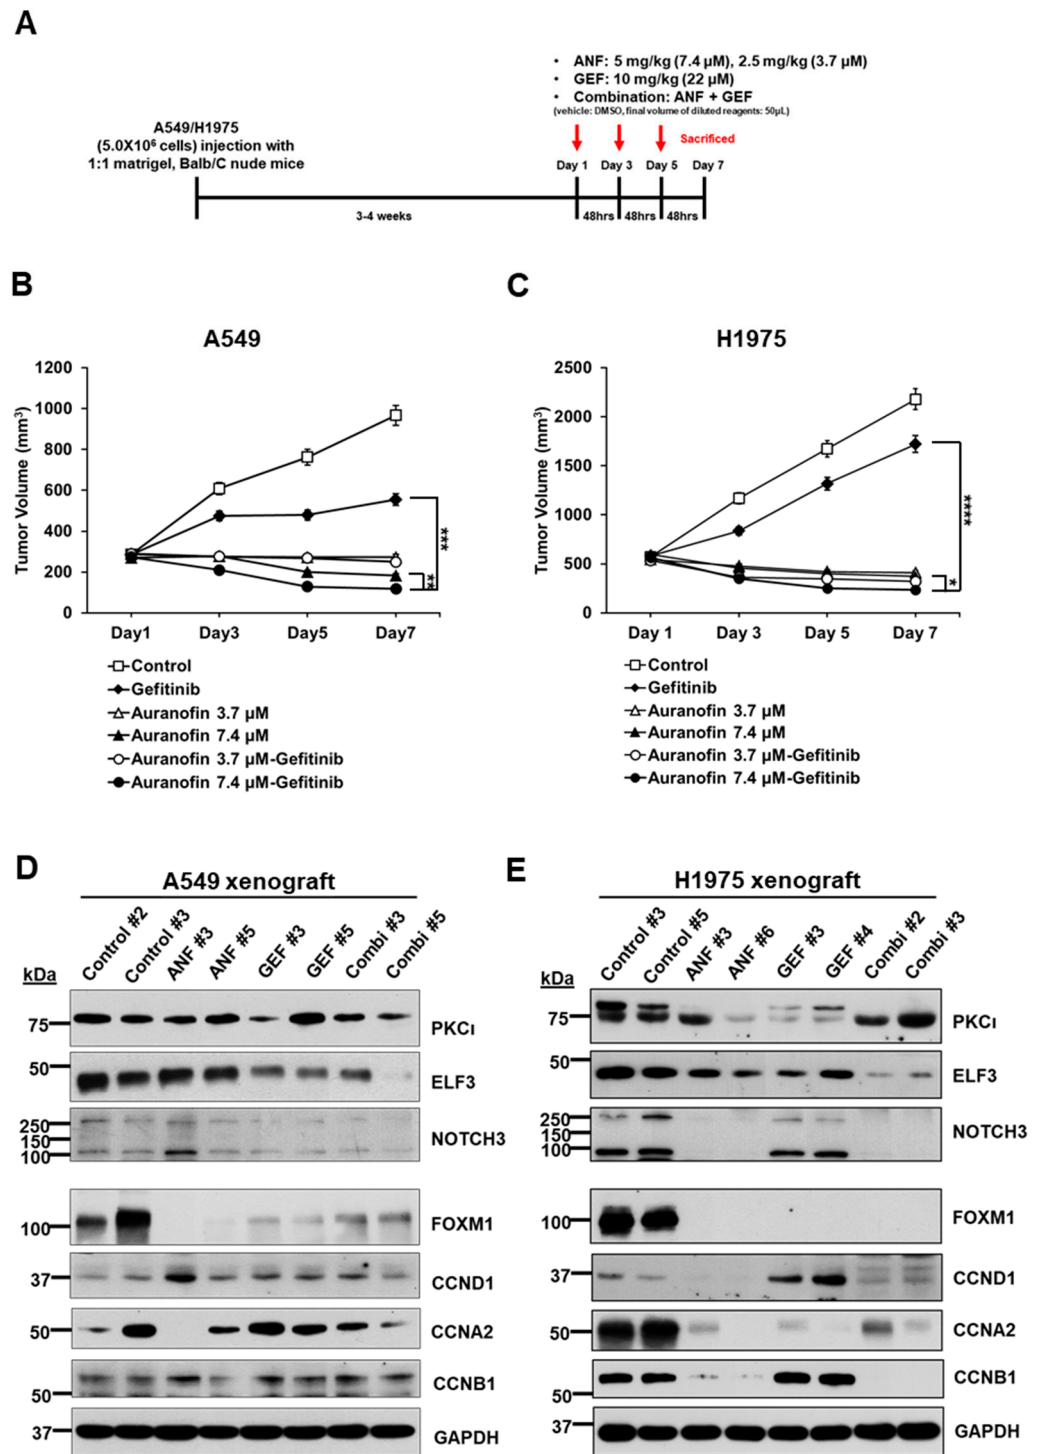 A
• ANF: 5 mg/kg (7.4 µM), 2.5 mg/kg (3.7 µM)
• GEF: 10 mg/kg (22 µM)
• Combination: ANF + GEF
(vehicle: DMSO, final volume of diluted reagents: 50µL)
A549/H1975
(5.0X10⁶ cells) injection with
1:1 matrigel, Balb/C nude mice
Sacrificed
Day 1 Day 3 Day 5 Day 7
3-4 weeks 48hrs 48hrs 48hrs
B
A549
Tumor Volume (mm³)
1200
1000
800
600
400
200
0
***
**
Day1 Day3 Day5 Day7
Control
Gefitinib
Auranofin 3.7 µM
Auranofin 7.4 µM
Auranofin 3.7 µM-Gefitinib
Auranofin 7.4 µM-Gefitinib
C
H1975
Tumor Volume (mm³)
2500
2000
1500
1000
500
0
****
*
Day 1 Day 3 Day 5 Day 7
Control
Gefitinib
Auranofin 3.7 µM
Auranofin 7.4 µM
Auranofin 3.7 µM-Gefitinib
Auranofin 7.4 µM-Gefitinib
D
A549 xenograft
Control #2 Control #3 ANF #3 ANF #5 GEF #3 GEF #5 Combi #3 Combi #5
kDa
75 PKCι
50 ELF3
250
150
100
NOTCH3
100 FOXM1
37 CCND1
50 CCNA2
50 CCNB1
37 GAPDH
E
H1975 xenograft
Control #3 Control #5 ANF #3 ANF #6 GEF #3 GEF #4 Combi #2 Combi #3
kDa
75 PKCι
50 ELF3
250
150
100
NOTCH3
100 FOXM1
37 CCND1
50 CCNA2
50 CCNB1
37 GAPDH